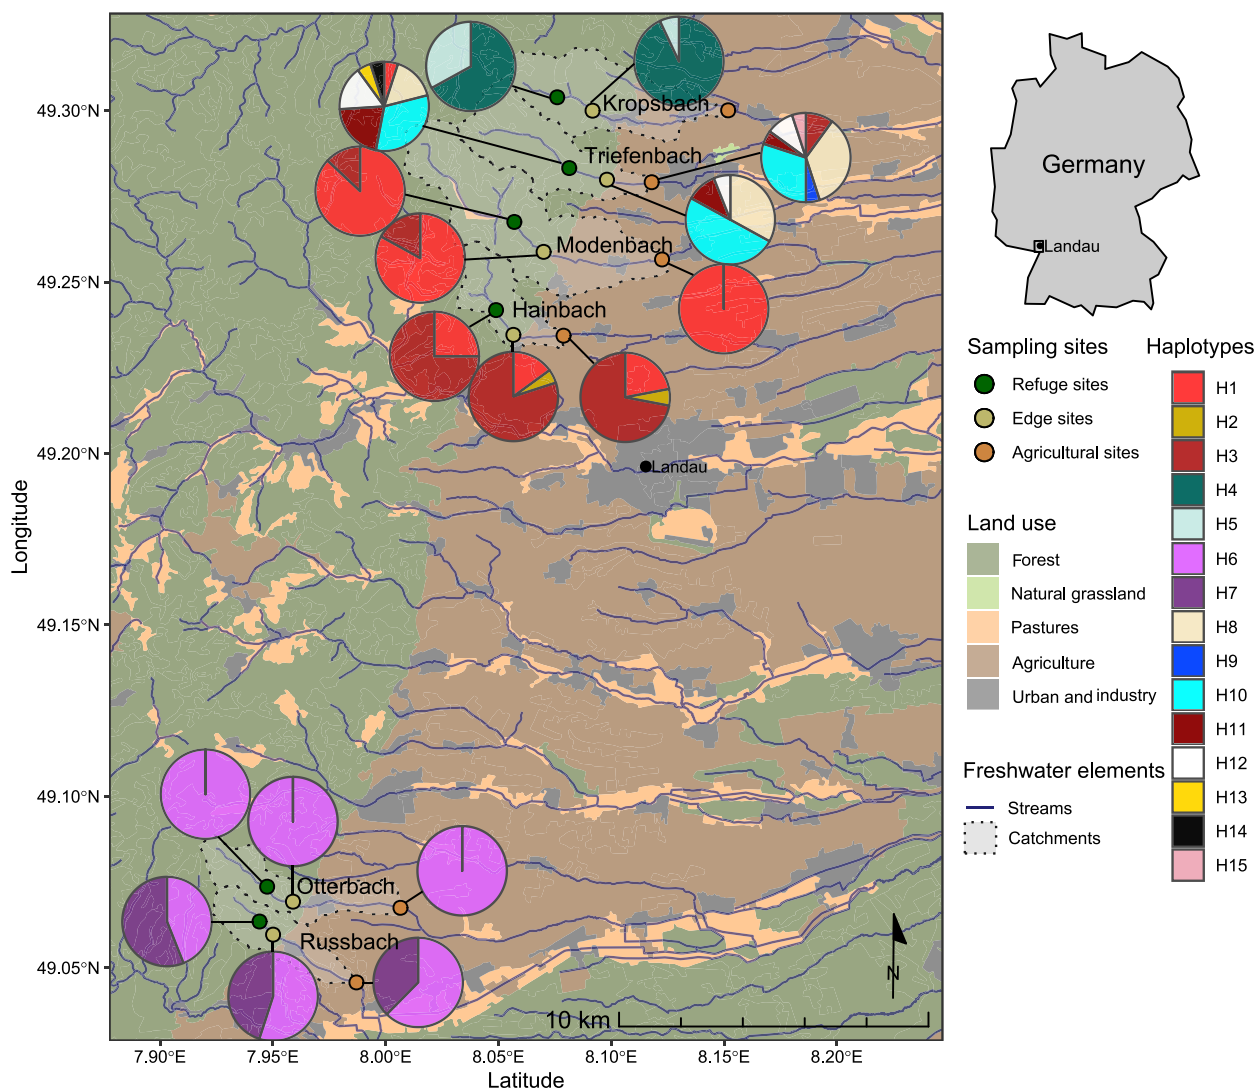 49.30°N
49.25°N
49.20°N
49.15°N
49.10°N
49.05°N
Longitude
7.90°E
7.95°E
8.00°E
8.05°E
8.10°E
8.15°E
8.20°E
Latitude
Kropsbach
Triefenbach
Modenbach
Hainbach
Landau
Otterbach
Russbach
10 km
N
Germany
Landau
Sampling sites
Refuge sites
Edge sites
Agricultural sites
Land use
Forest
Natural grassland
Pastures
Agriculture
Urban and industry
Freshwater elements
Streams
Catchments
Haplotypes
H1
H2
H3
H4
H5
H6
H7
H8
H9
H10
H11
H12
H13
H14
H15